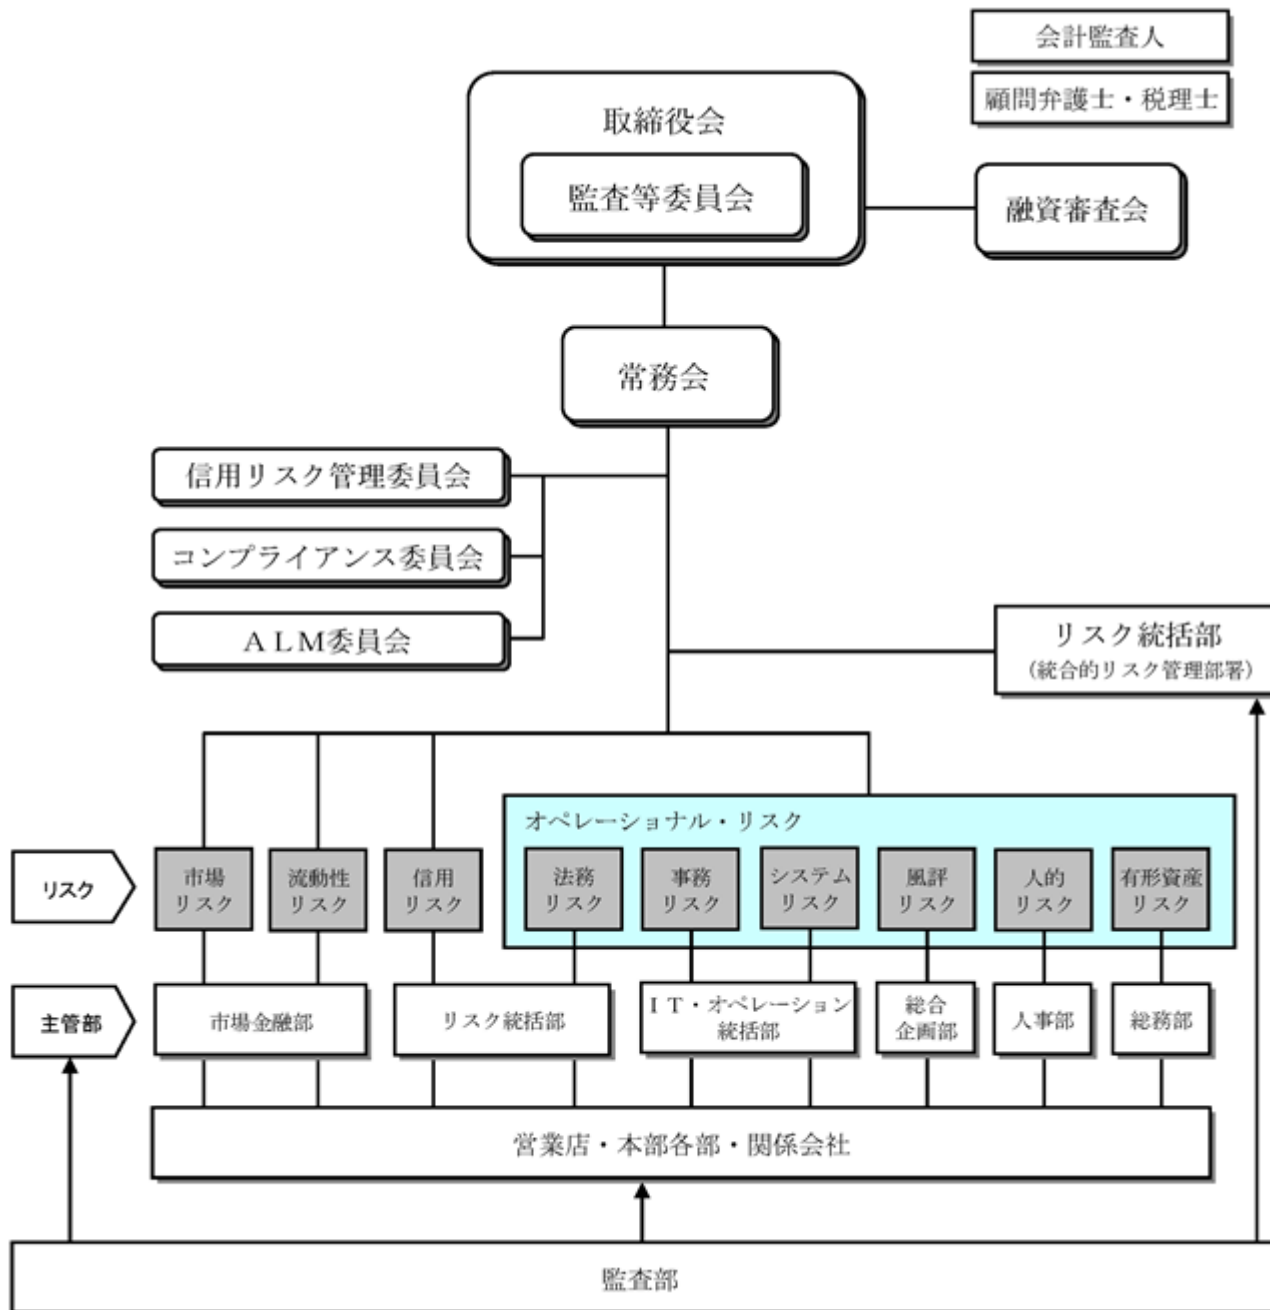 会計監査人
顧問弁護士・税理士
取締役会
監査等委員会
融資審査会
常務会
信用リスク管理委員会
コンプライアンス委員会
ＡＬＭ委員会
リスク統括部
（統合的リスク管理部署）
オペレーショナル・リスク
リスク
市場
リスク
流動性
リスク
信用
リスク
法務
リスク
事務
リスク
システム
リスク
風評
リスク
人的
リスク
有形資産
リスク
主管部
市場金融部
リスク統括部
ＩＴ・オペレーション
統括部
総合
企画部
人事部
総務部
営業店・本部各部・関係会社
監査部